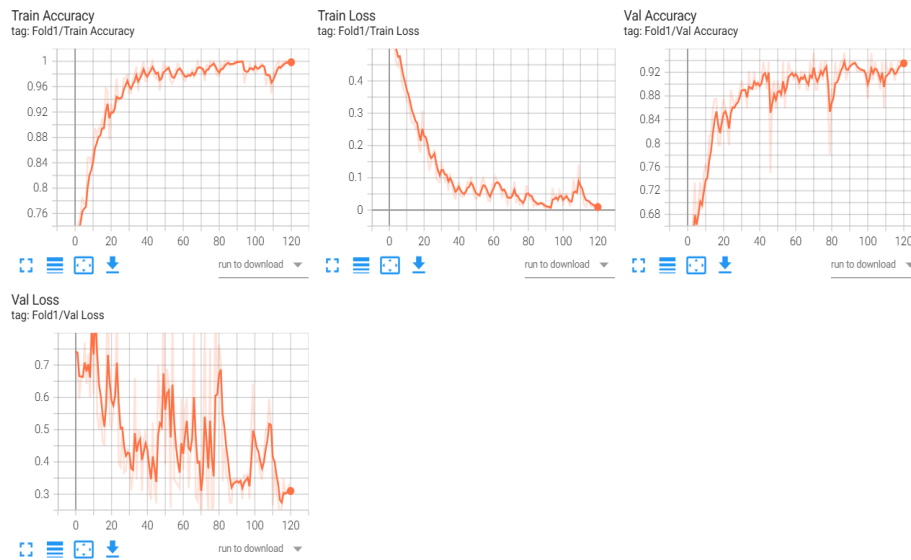 Train Accuracy
tag: Fold1/Train Accuracy
1
0.96
0.92
0.88
0.84
0.8
0.76
0 20 40 60 80 100 120
run to download
Train Loss
tag: Fold1/Train Loss
0.4
0.3
0.2
0.1
0
0 20 40 60 80 100 120
run to download
Val Accuracy
tag: Fold1/Val Accuracy
0.92
0.88
0.84
0.8
0.76
0.72
0.68
0 20 40 60 80 100 120
run to download
Val Loss
tag: Fold1/Val Loss
0.7
0.6
0.5
0.4
0.3
0 20 40 60 80 100 120
run to download